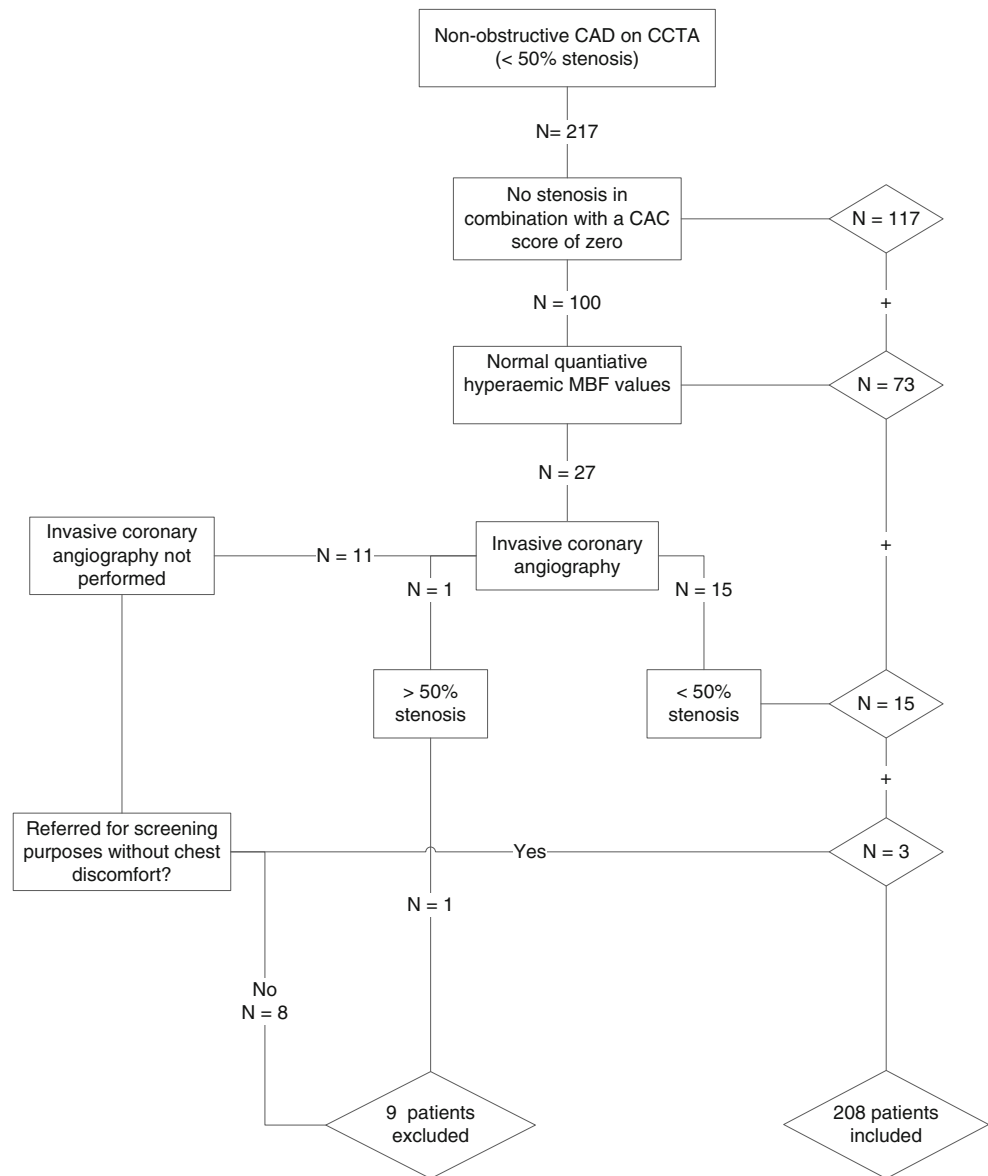 Non-obstructive CAD on CCTA
(< 50% stenosis)
N= 217
No stenosis in
combination with a CAC
score of zero
N = 117
N = 100
+
Normal quantiative
hyperaemic MBF values
N = 73
N = 27
Invasive coronary
angiography not
performed
N = 11
Invasive coronary
angiography
+
N = 1
N = 15
> 50%
stenosis
< 50%
stenosis
N = 15
+
Referred for screening
purposes without chest
discomfort?
Yes
N = 3
N = 1
No
N = 8
9 patients
excluded
208 patients
included